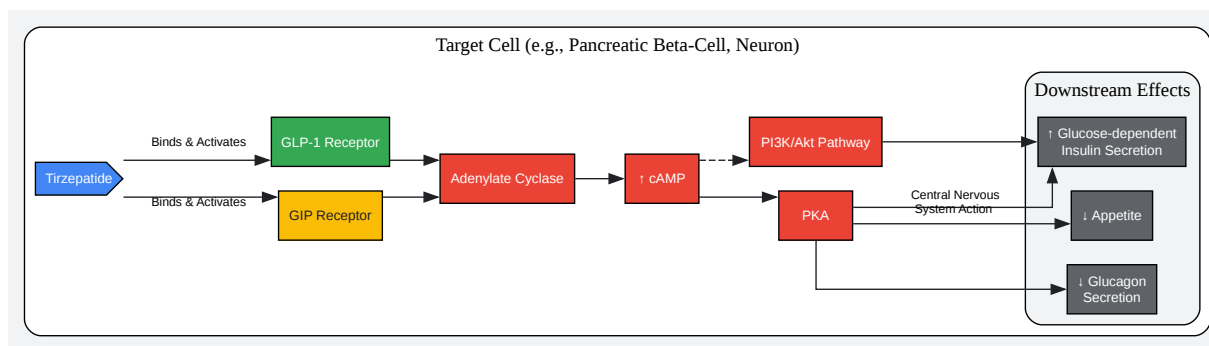 Target Cell (e.g., Pancreatic Beta-Cell, Neuron)
Downstream Effects
Tirzepatide
Binds & Activates
Binds & Activates
GLP-1 Receptor
GIP Receptor
Adenylate Cyclase
↑ cAMP
PI3K/Akt Pathway
PKA
Central Nervous
System Action
↑ Glucose-dependent
Insulin Secretion
↓ Appetite
↓ Glucagon
Secretion